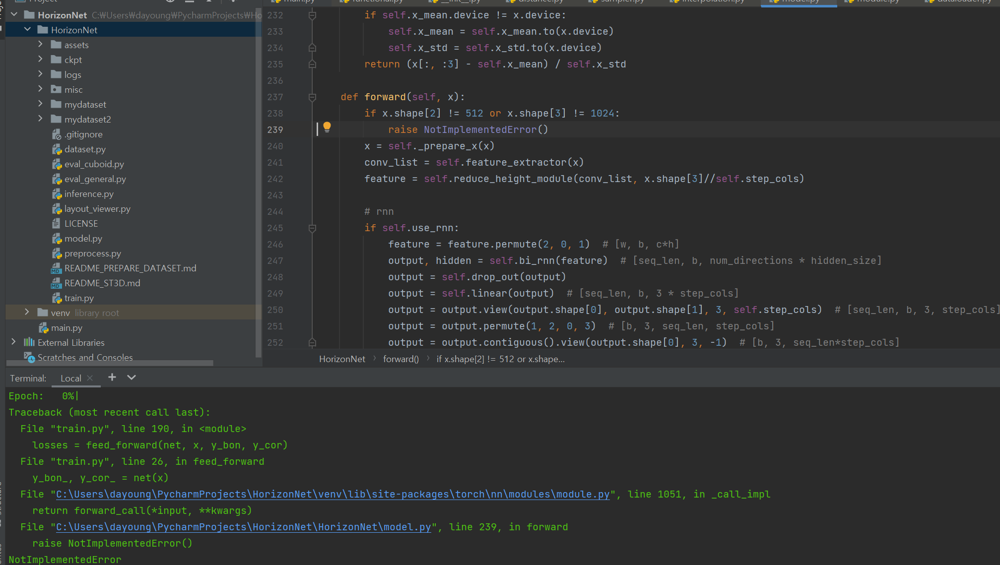 Project
main.py
functional.py
__init__.py
distance.py
sampler.py
interpolation.py
model.py
module.py
dataloader.py
HorizonNet C:₩Users₩dayoung₩PycharmProjects₩Ho
HorizonNet
assets
ckpt
logs
misc
mydataset
mydataset2
.gitignore
dataset.py
eval_cuboid.py
eval_general.py
inference.py
layout_viewer.py
LICENSE
model.py
preprocess.py
README_PREPARE_DATASET.md
README_ST3D.md
train.py
venv library root
main.py
External Libraries
Scratches and Consoles
232 if self.x_mean.device != x.device:
233 self.x_mean = self.x_mean.to(x.device)
234 self.x_std = self.x_std.to(x.device)
235 return (x[:, :3] - self.x_mean) / self.x_std
236
237 def forward(self, x):
238 if x.shape[2] != 512 or x.shape[3] != 1024:
239 raise NotImplementedError()
240 x = self._prepare_x(x)
241 conv_list = self.feature_extractor(x)
242 feature = self.reduce_height_module(conv_list, x.shape[3]//self.step_cols)
243
244 # rnn
245 if self.use_rnn:
246 feature = feature.permute(2, 0, 1)  # [w, b, c*h]
247 output, hidden = self.bi_rnn(feature)  # [seq_len, b, num_directions * hidden_size]
248 output = self.drop_out(output)
249 output = self.linear(output)  # [seq_len, b, 3 * step_cols]
250 output = output.view(output.shape[0], output.shape[1], 3, self.step_cols)  # [seq_len, b, 3, step_cols]
251 output = output.permute(1, 2, 0, 3)  # [b, 3, seq_len, step_cols]
252 output = output.contiguous().view(output.shape[0], 3, -1)  # [b, 3, seq_len*step_cols]
HorizonNet › forward() › if x.shape[2] != 512 or x.shape...
Terminal: Local × +
Epoch:   0%|
Traceback (most recent call last):
File "train.py", line 190, in <module>
losses = feed_forward(net, x, y_bon, y_cor)
File "train.py", line 26, in feed_forward
y_bon_, y_cor_ = net(x)
File "C:\Users\dayoung\PycharmProjects\HorizonNet\venv\lib\site-packages\torch\nn\modules\module.py", line 1051, in _call_impl
return forward_call(*input, **kwargs)
File "C:\Users\dayoung\PycharmProjects\HorizonNet\HorizonNet\model.py", line 239, in forward
raise NotImplementedError()
NotImplementedError